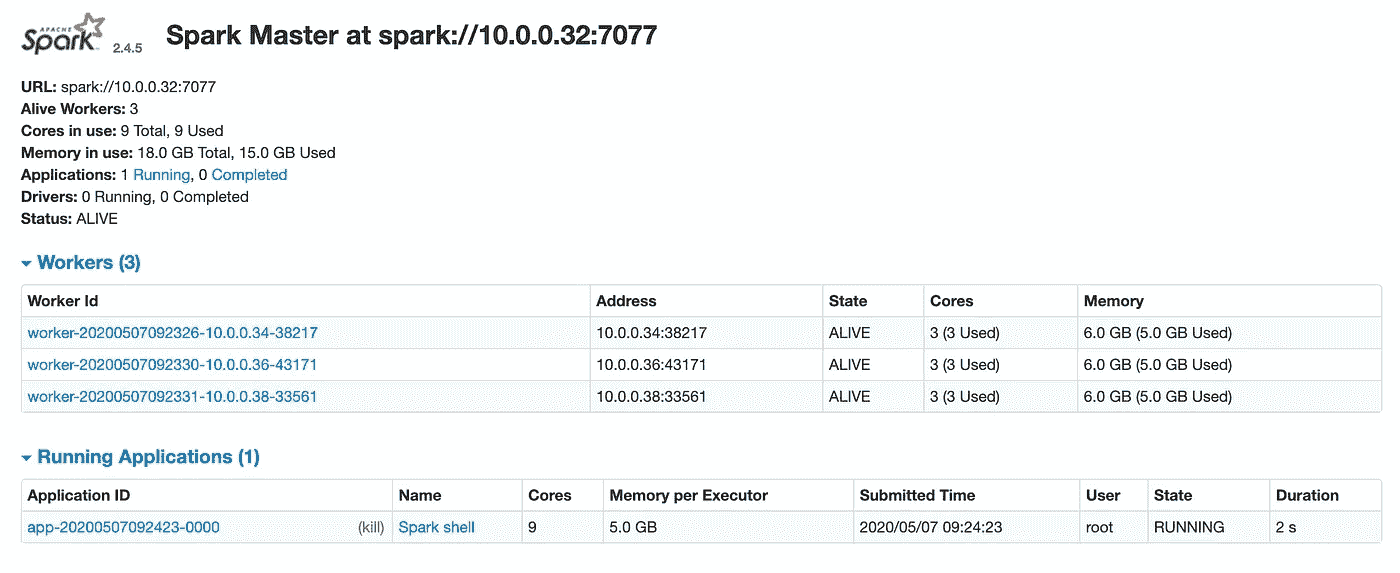 APACHE
Spark 2.4.5 Spark Master at spark://10.0.0.32:7077
URL: spark://10.0.0.32:7077
Alive Workers: 3
Cores in use: 9 Total, 9 Used
Memory in use: 18.0 GB Total, 15.0 GB Used
Applications: 1 Running, 0 Completed
Drivers: 0 Running, 0 Completed
Status: ALIVE
Workers (3)
Worker Id Address State Cores Memory
worker-20200507092326-10.0.0.34-38217 10.0.0.34:38217 ALIVE 3 (3 Used) 6.0 GB (5.0 GB Used)
worker-20200507092330-10.0.0.36-43171 10.0.0.36:43171 ALIVE 3 (3 Used) 6.0 GB (5.0 GB Used)
worker-20200507092331-10.0.0.38-33561 10.0.0.38:33561 ALIVE 3 (3 Used) 6.0 GB (5.0 GB Used)
Running Applications (1)
Application ID Name Cores Memory per Executor Submitted Time User State Duration
app-20200507092423-0000 (kill) Spark shell 9 5.0 GB 2020/05/07 09:24:23 root RUNNING 2 s